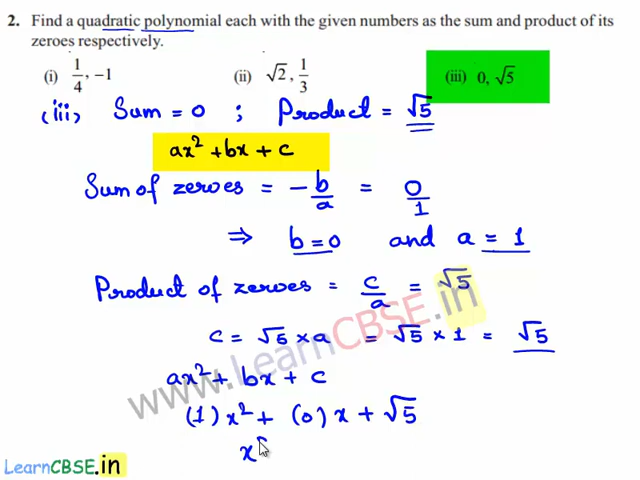 2. Find a quadratic polynomial each with the given numbers as the sum and product of its
zeroes respectively.
(i) 1/4, -1 (ii) √2, 1/3 (iii) 0, √5
(iii) Sum = 0 ; Product = √5
ax² + bx + c
Sum of zeroes = -b/a = 0/1
⇒ b = 0 and a = 1
Product of zeroes = c/a = √5
c = √5 × a = √5 × 1 = √5
ax² + bx + c
(1) x² + (0) x + √5
x
www.LearnCBSE.in
LearnCBSE.in